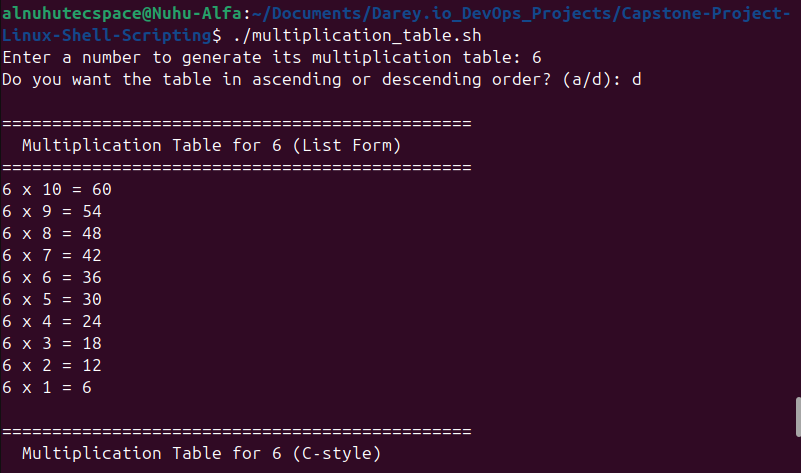 alnuhutecspace@Nuhu-Alfa:~/Documents/Darey.io_DevOps_Projects/Capstone-Project-
Linux-Shell-Scripting$ ./multiplication_table.sh
Enter a number to generate its multiplication table: 6
Do you want the table in ascending or descending order? (a/d): d
===============================================
Multiplication Table for 6 (List Form)
===============================================
6 x 10 = 60
6 x 9 = 54
6 x 8 = 48
6 x 7 = 42
6 x 6 = 36
6 x 5 = 30
6 x 4 = 24
6 x 3 = 18
6 x 2 = 12
6 x 1 = 6
===============================================
Multiplication Table for 6 (C-style)